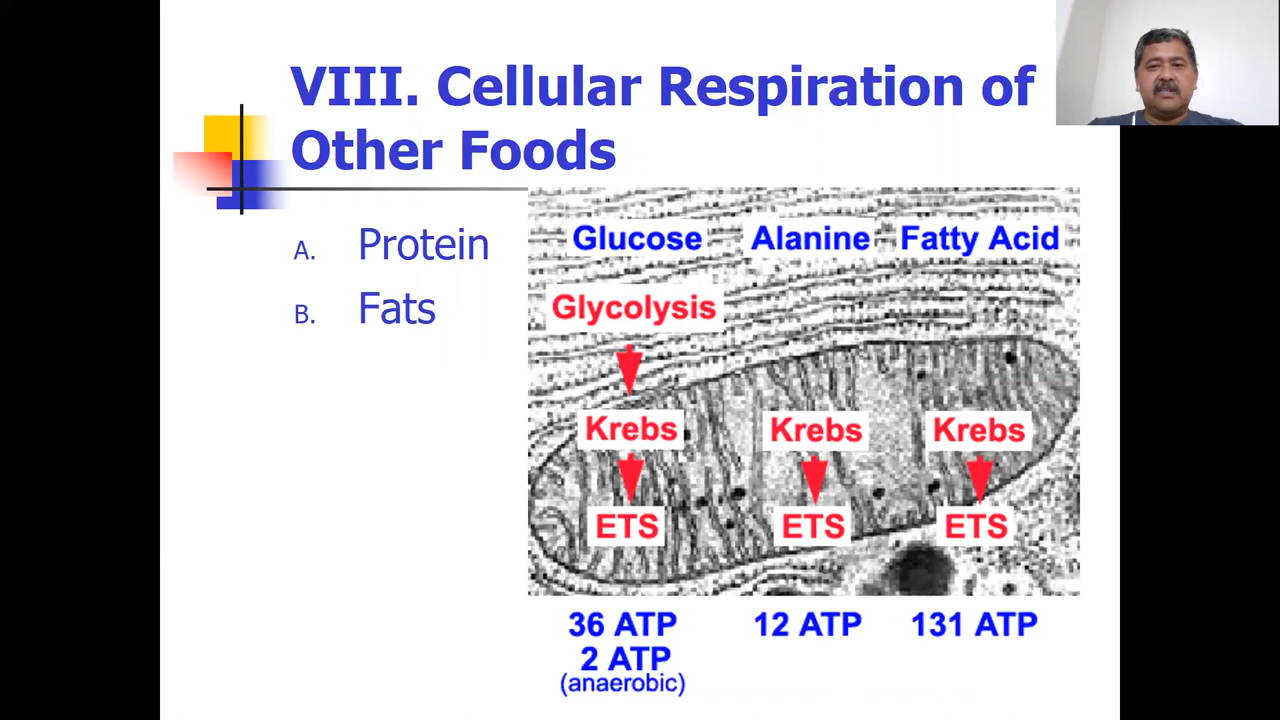 VIII. Cellular Respiration of
Other Foods
A. Protein
B. Fats
Glucose Alanine Fatty Acid
Glycolysis
Krebs Krebs Krebs
ETS ETS ETS
36 ATP 12 ATP 131 ATP
2 ATP
(anaerobic)